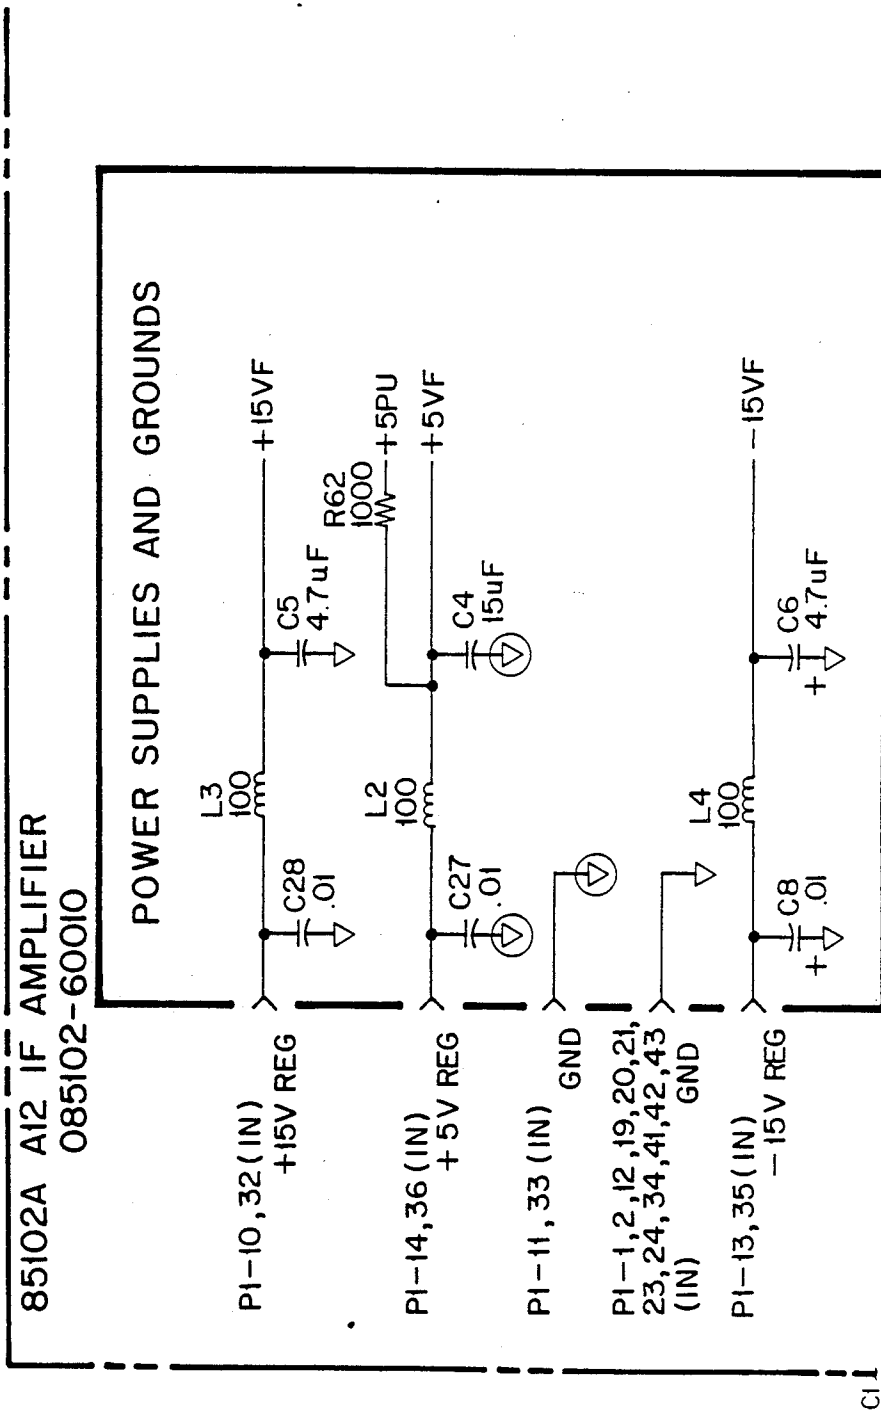 85102A A12 IF AMPLIFIER
085102-60010
POWER SUPPLIES AND GROUNDS
P1-10,32(IN)
+15V REG
C28
.01
L3
100
C5
4.7uF
+15VF
P1-14,36(IN)
+5V REG
C27
.01
L2
100
C4
15uF
R62
1000
+5PU
+5VF
P1-11,33(IN)
GND
P1-1,2,12,19,20,21,
23,24,34,41,42,43
(IN) GND
P1-13,35(IN)
-15V REG
C8
.01
+
L4
100
C6
4.7uF
+
-15VF
C1